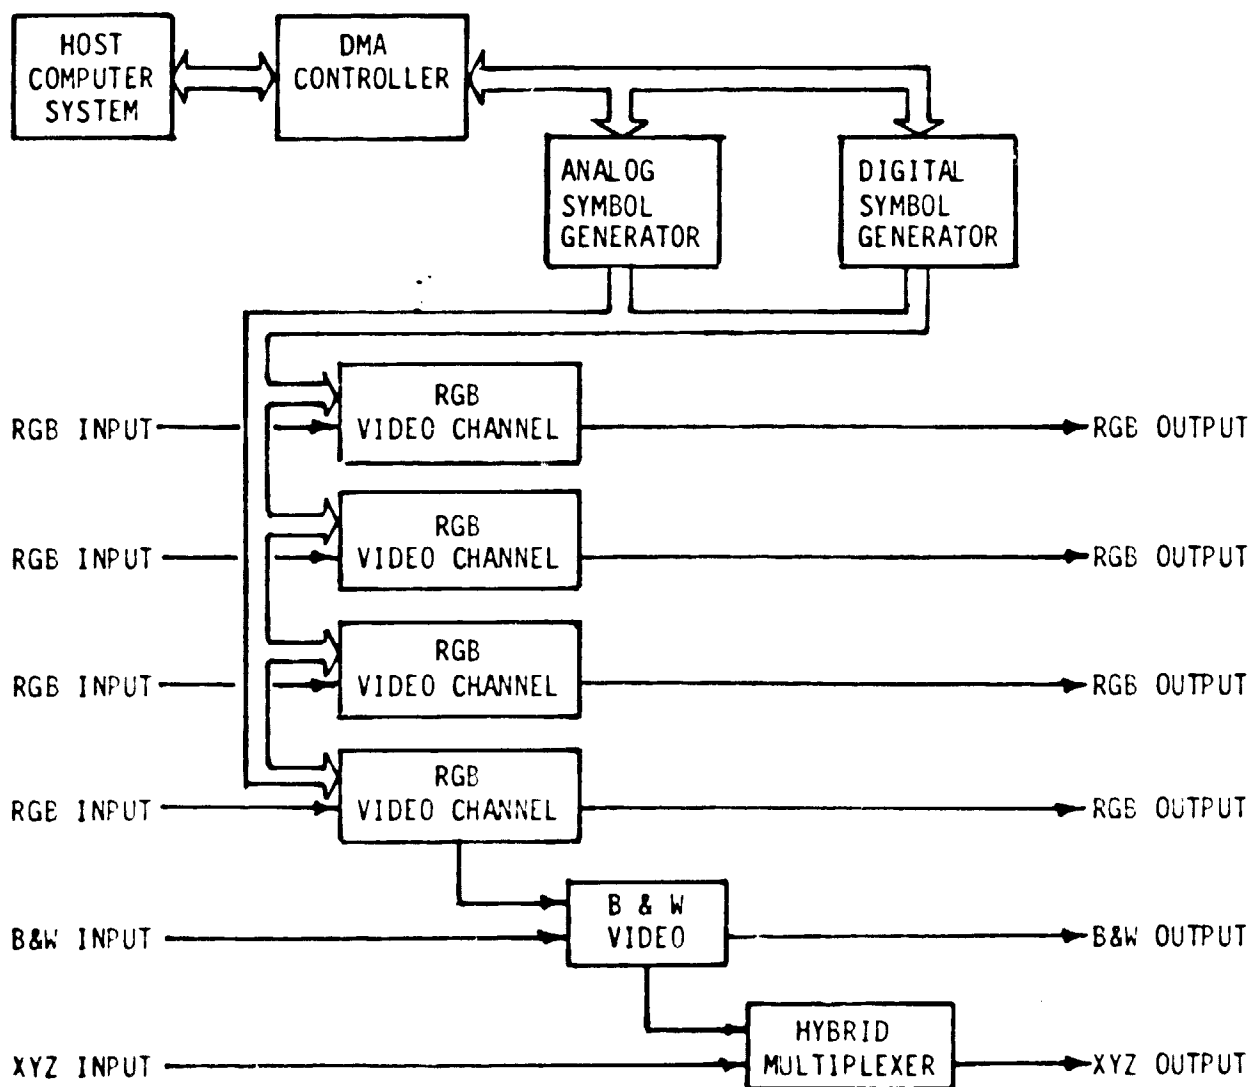 HOST
COMPUTER
SYSTEM
DMA
CONTROLLER
ANALOG
SYMBOL
GENERATOR
DIGITAL
SYMBOL
GENERATOR
RGB INPUT
RGB
VIDEO CHANNEL
RGB OUTPUT
RGB INPUT
RGB
VIDEO CHANNEL
RGB OUTPUT
RGB INPUT
RGB
VIDEO CHANNEL
RGB OUTPUT
RGB INPUT
RGB
VIDEO CHANNEL
RGB OUTPUT
B&W INPUT
B & W
VIDEO
B&W OUTPUT
XYZ INPUT
HYBRID
MULTIPLEXER
XYZ OUTPUT